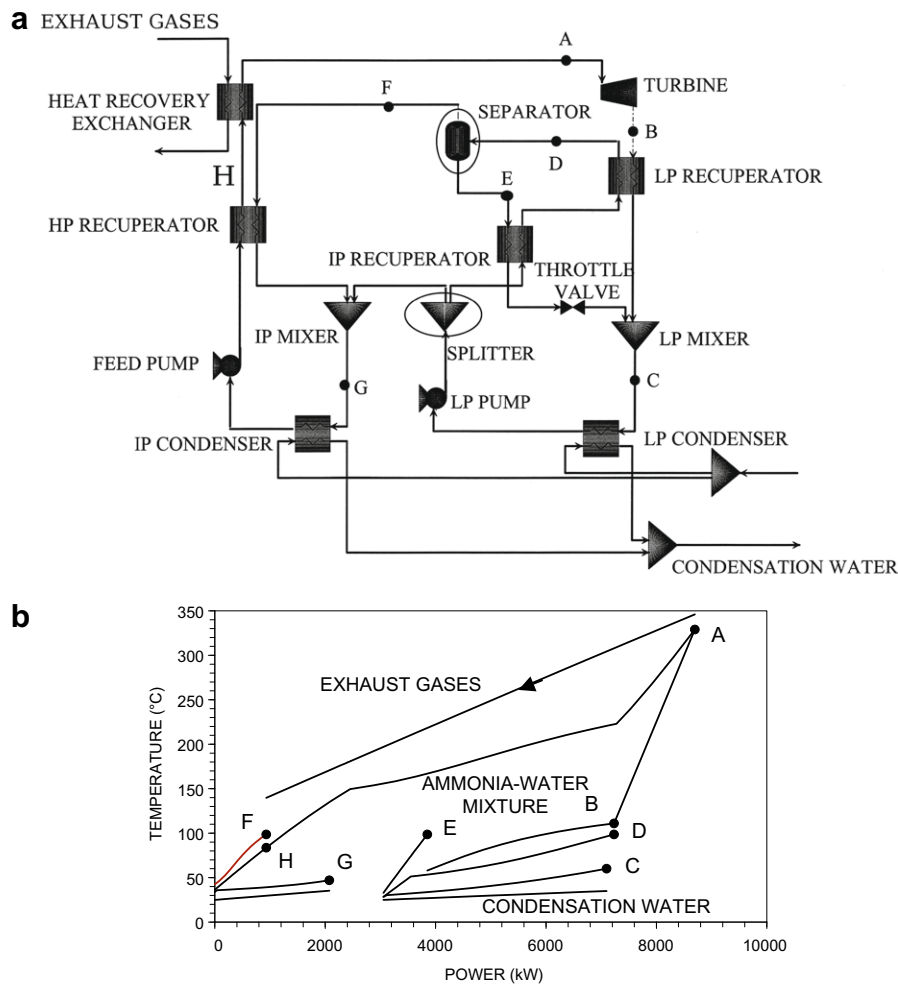 a
EXHAUST GASES
A
TURBINE
F
HEAT RECOVERY
EXCHANGER
SEPARATOR
B
D
H
E
LP RECUPERATOR
HP RECUPERATOR
IP RECUPERATOR
THROTTLE
VALVE
IP MIXER
SPLITTER
LP MIXER
FEED PUMP
G
LP PUMP
C
IP CONDENSER
LP CONDENSER
CONDENSATION WATER
b
350
300
250
200
150
100
50
0
TEMPERATURE (°C)
EXHAUST GASES
A
AMMONIA-WATER
MIXTURE
B
F
E
D
H
G
C
CONDENSATION WATER
0 2000 4000 6000 8000 10000
POWER (kW)